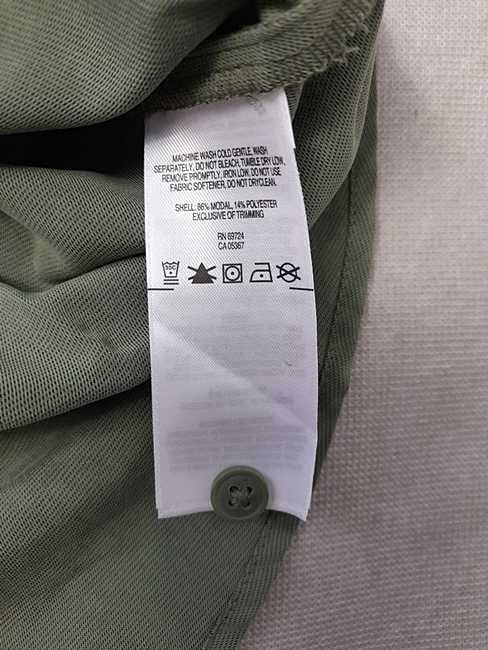 MACHINE WASH COLD GENTLE, WASH
SEPARATELY, DO NOT BLEACH, TUMBLE DRY LOW,
REMOVE PROMPTLY, IRON LOW, DO NOT USE
FABRIC SOFTENER, DO NOT DRYCLEAN.
SHELL: 86% MODAL, 14% POLYESTER
EXCLUSIVE OF TRIMMING
RN 69724
CA 05367